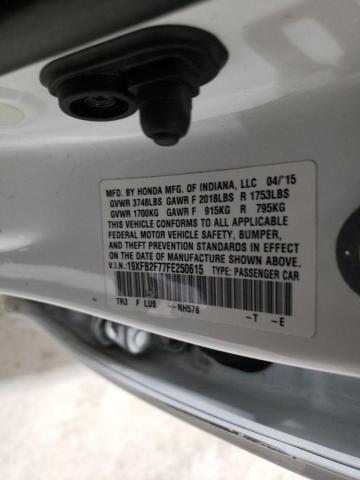 MFD. BY HONDA MFG. OF INDIANA, LLC 04/'15
GVWR 3748LBS GAWR F 2018LBS R 1753LBS
GVWR 1700KG GAWR F 915KG R 795KG
THIS VEHICLE CONFORMS TO ALL APPLICABLE
FEDERAL MOTOR VEHICLE SAFETY, BUMPER,
AND THEFT PREVENTION STANDARDS IN EFFECT
ON THE DATE OF MANUFACTURE SHOWN ABOVE.
V.I.N.: 19XFB2F77FE250615 TYPE: PASSENGER CAR
TR3 F LUS NH578 -T -E